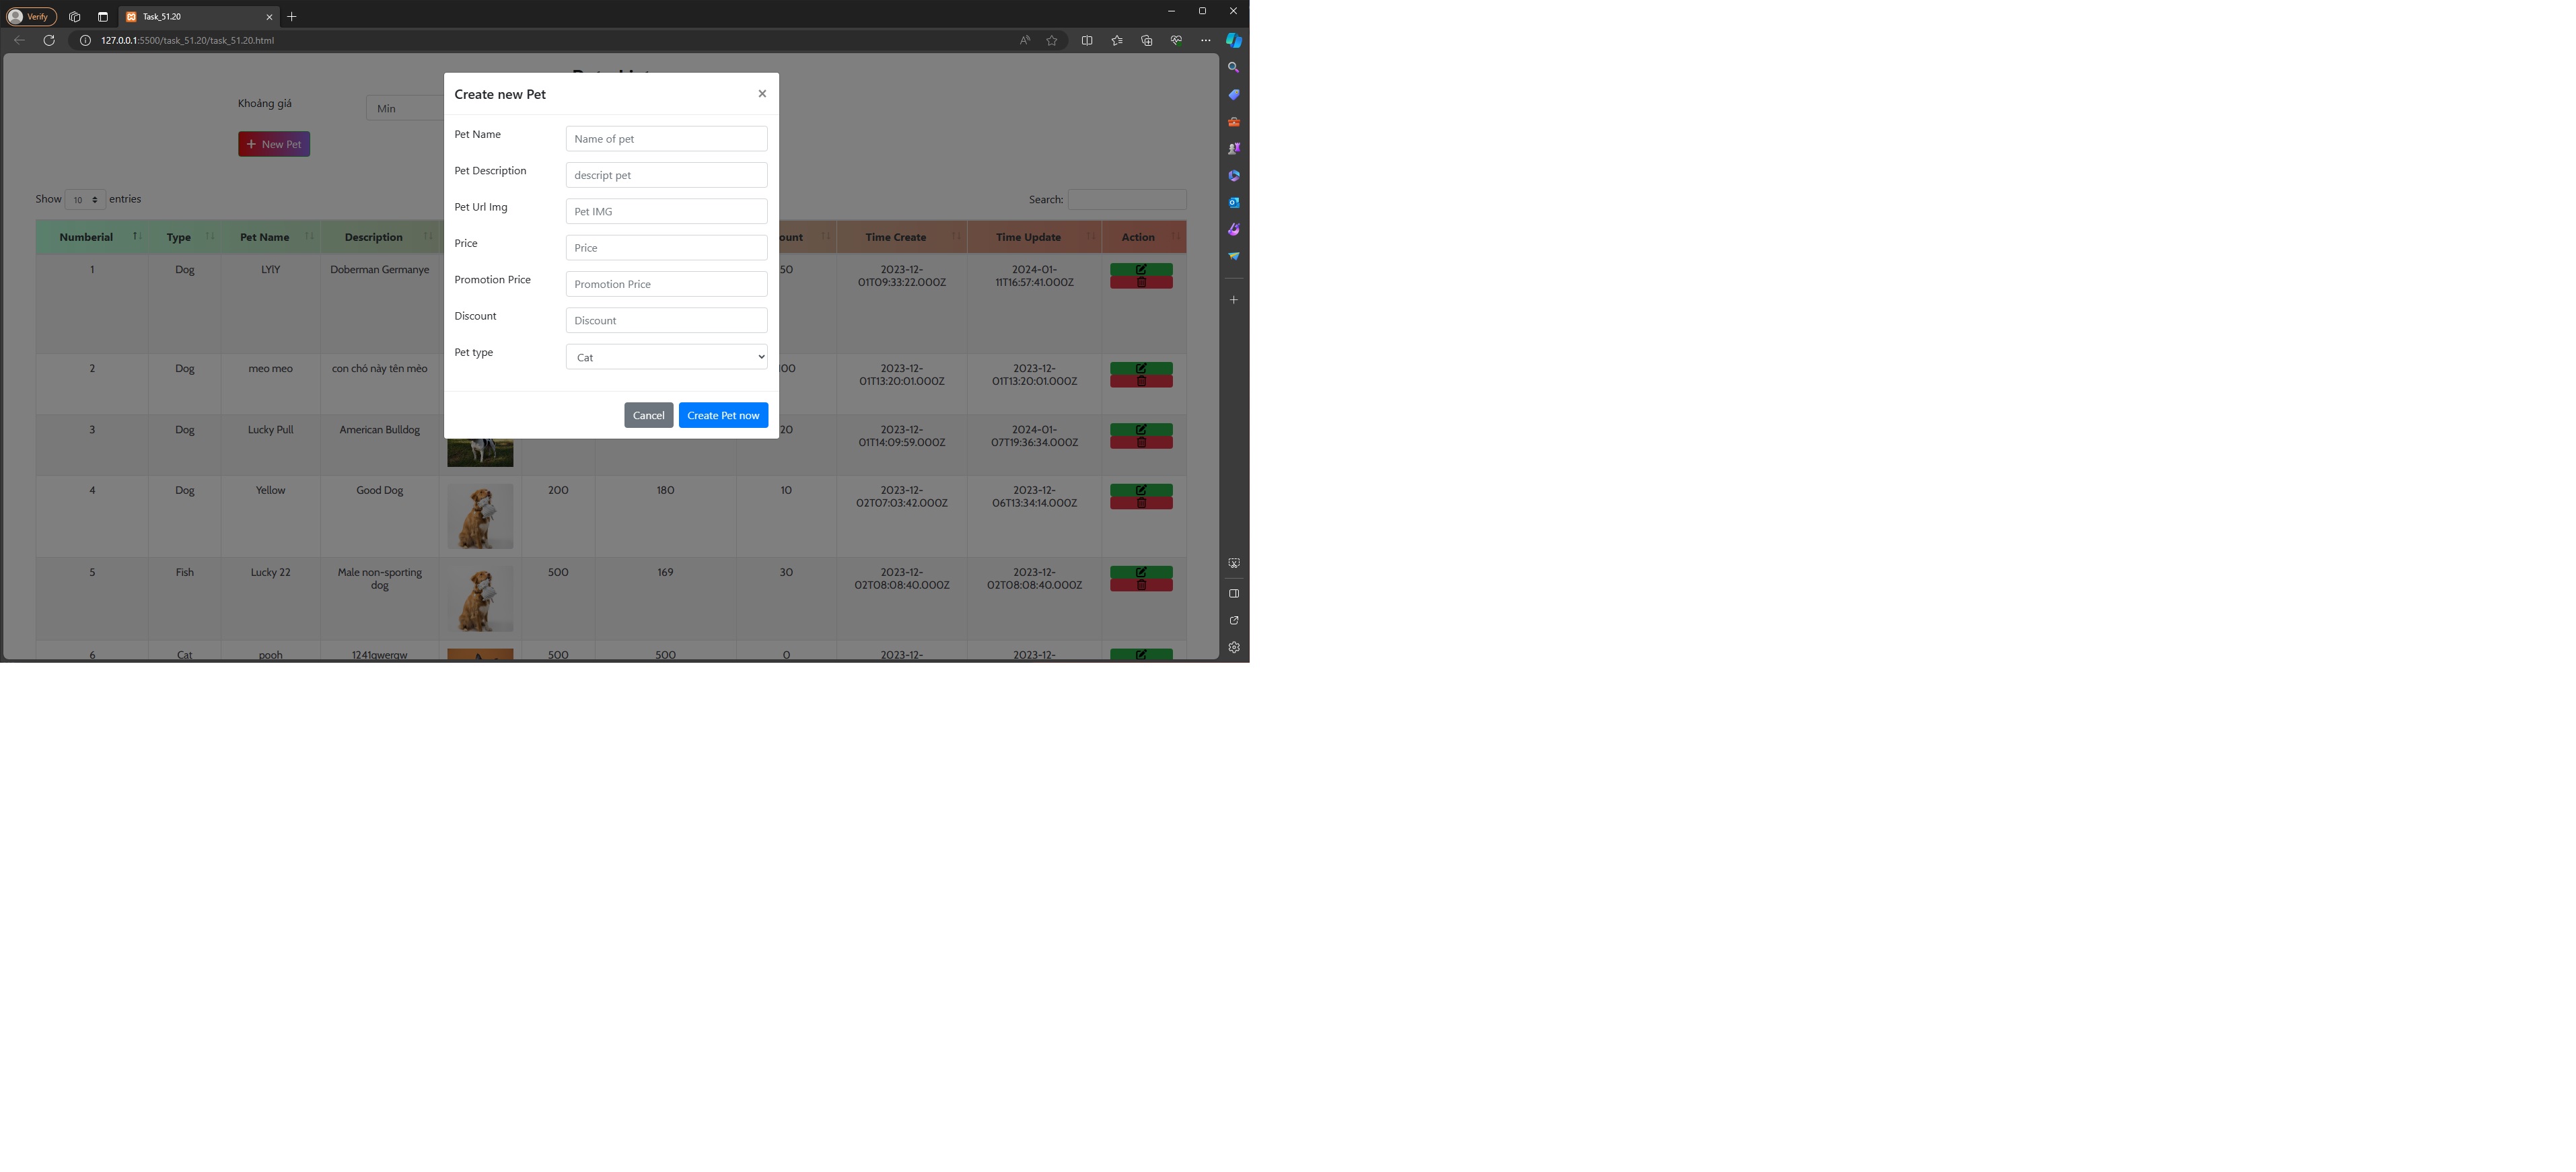 Verify
Task_51.20
127.0.0.1:5500/task_51.20/task_51.20.html
Create new Pet
×
Khoảng giá
Min
New Pet
Pet Name
Name of pet
Pet Description
descript pet
Pet Url Img
Pet IMG
Price
Price
Promotion Price
Promotion Price
Discount
Discount
Pet type
Cat
Cancel
Create Pet now
Show 10 entries
Search:
Numberial Type Pet Name Description Time Create Time Update Action
1 Dog LYlY Doberman Germanye 50 2023-12-01T09:33:22.000Z 2024-01-11T16:57:41.000Z
2 Dog meo meo con chó này tên mèo 2023-12-01T13:20:01.000Z 2023-12-01T13:20:01.000Z
3 Dog Lucky Pull American Bulldog 20 2023-12-01T14:09:59.000Z 2024-01-07T19:36:34.000Z
4 Dog Yellow Good Dog 200 180 10 2023-12-02T07:03:42.000Z 2023-12-06T13:34:14.000Z
5 Fish Lucky 22 Male non-sporting dog 500 169 30 2023-12-02T08:08:40.000Z 2023-12-02T08:08:40.000Z
6 Cat pooh 1241qwerqw 500 500 0 2023-12- 2023-12-